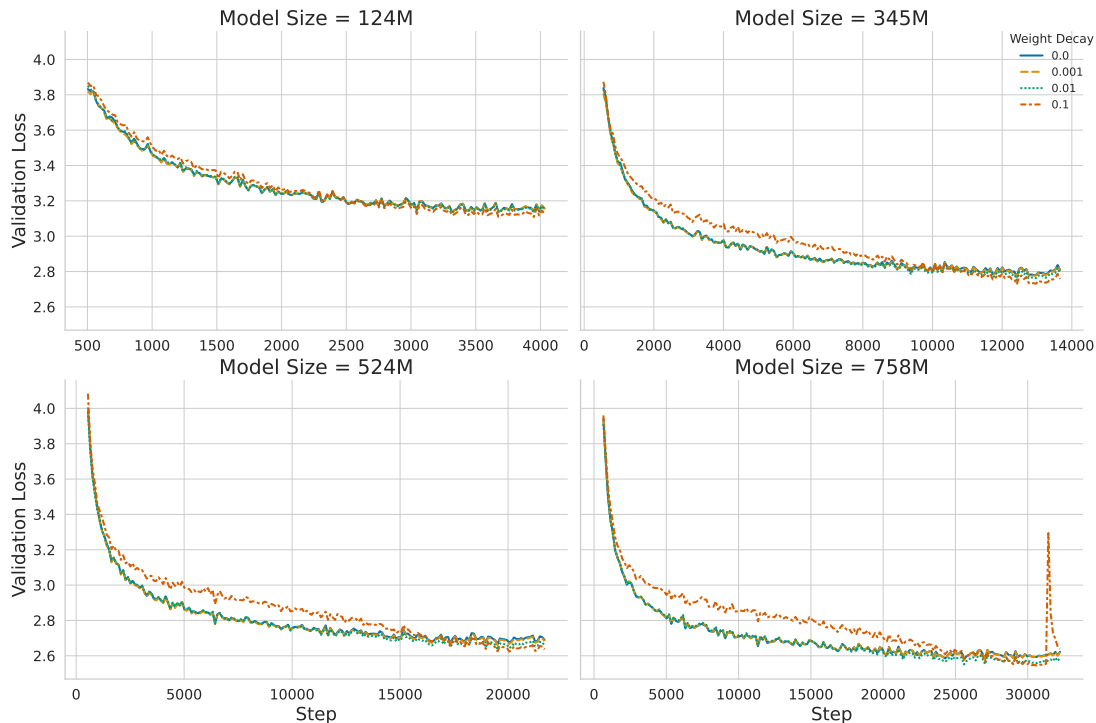 Model Size = 124M
Model Size = 345M
Validation Loss
4.0
3.8
3.6
3.4
3.2
3.0
2.8
2.6
500 1000 1500 2000 2500 3000 3500 4000
Weight Decay
0.0
0.001
0.01
0.1
0 2000 4000 6000 8000 10000 12000 14000
Model Size = 524M
Model Size = 758M
Validation Loss
4.0
3.8
3.6
3.4
3.2
3.0
2.8
2.6
0 5000 10000 15000 20000
Step
0 5000 10000 15000 20000 25000 30000
Step